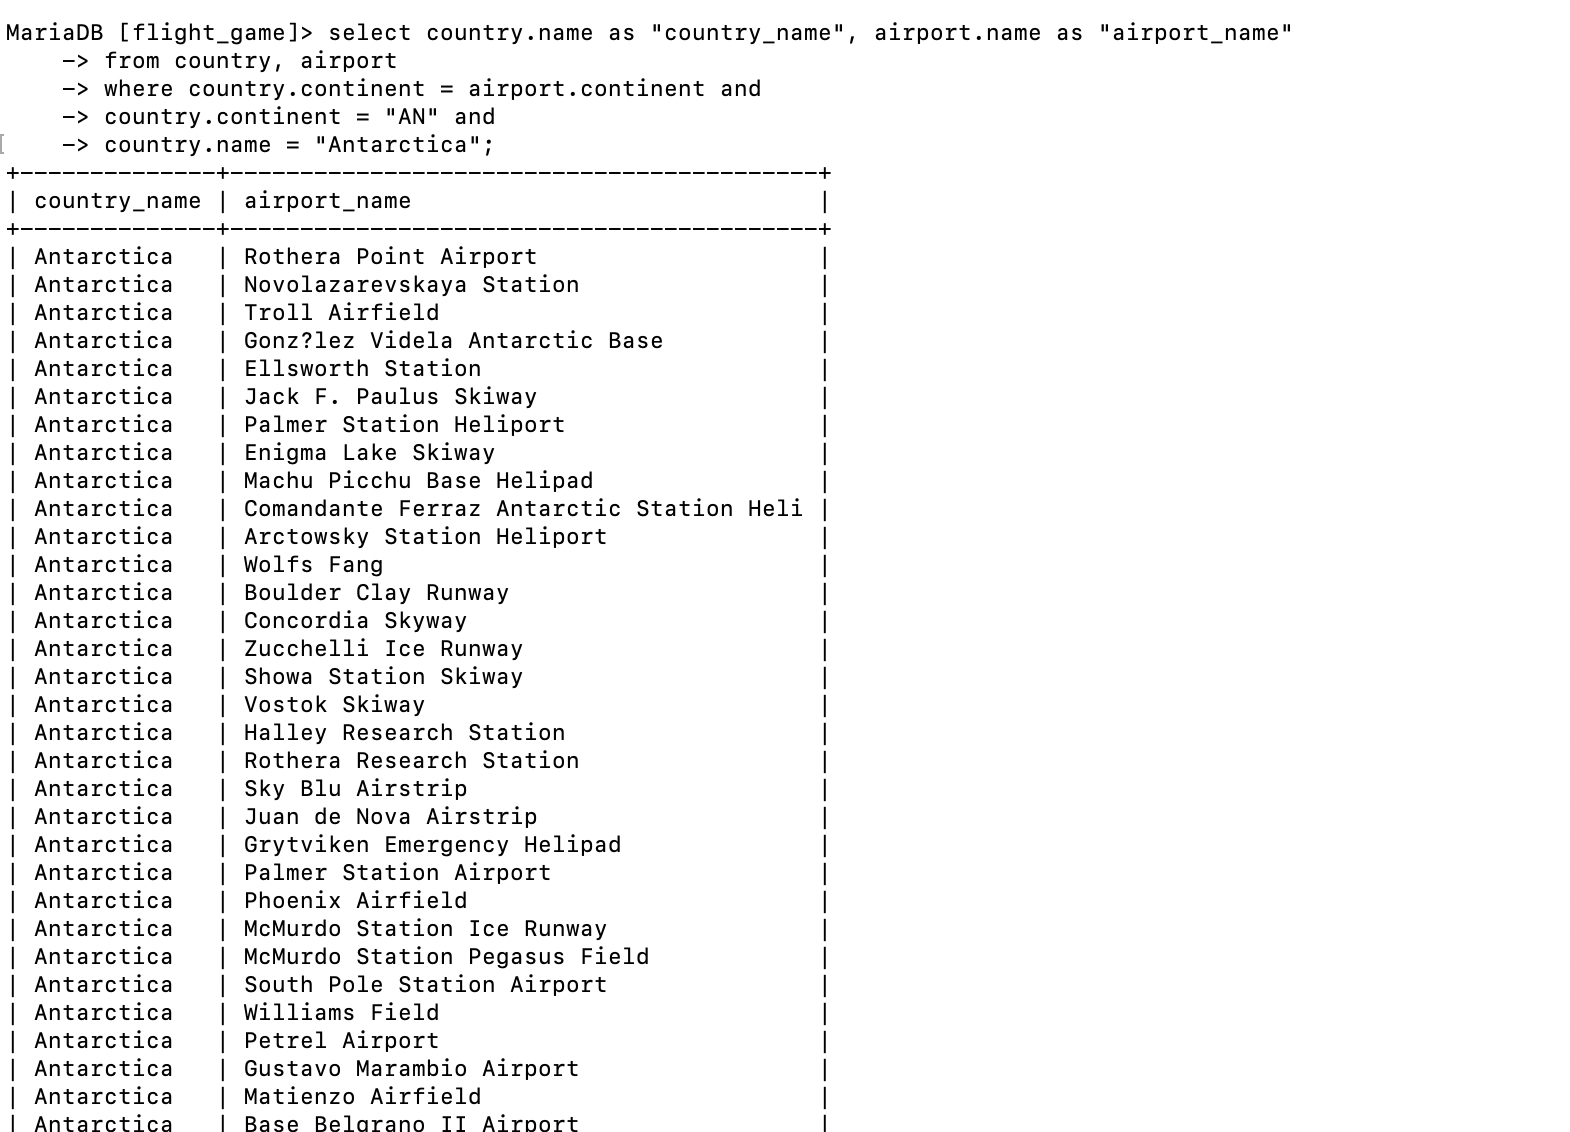 MariaDB [flight_game]> select country.name as "country_name", airport.name as "airport_name"
    -> from country, airport
    -> where country.continent = airport.continent and
    -> country.continent = "AN" and
    -> country.name = "Antarctica";
+--------------+------------------------------------------+
| country_name | airport_name                             |
+--------------+------------------------------------------+
| Antarctica   | Rothera Point Airport                    |
| Antarctica   | Novolazarevskaya Station                 |
| Antarctica   | Troll Airfield                           |
| Antarctica   | Gonz?lez Videla Antarctic Base           |
| Antarctica   | Ellsworth Station                        |
| Antarctica   | Jack F. Paulus Skiway                    |
| Antarctica   | Palmer Station Heliport                  |
| Antarctica   | Enigma Lake Skiway                       |
| Antarctica   | Machu Picchu Base Helipad                |
| Antarctica   | Comandante Ferraz Antarctic Station Heli |
| Antarctica   | Arctowsky Station Heliport               |
| Antarctica   | Wolfs Fang                               |
| Antarctica   | Boulder Clay Runway                      |
| Antarctica   | Concordia Skyway                         |
| Antarctica   | Zucchelli Ice Runway                     |
| Antarctica   | Showa Station Skiway                     |
| Antarctica   | Vostok Skiway                            |
| Antarctica   | Halley Research Station                  |
| Antarctica   | Rothera Research Station                 |
| Antarctica   | Sky Blu Airstrip                         |
| Antarctica   | Juan de Nova Airstrip                    |
| Antarctica   | Grytviken Emergency Helipad              |
| Antarctica   | Palmer Station Airport                   |
| Antarctica   | Phoenix Airfield                         |
| Antarctica   | McMurdo Station Ice Runway               |
| Antarctica   | McMurdo Station Pegasus Field            |
| Antarctica   | South Pole Station Airport               |
| Antarctica   | Williams Field                           |
| Antarctica   | Petrel Airport                           |
| Antarctica   | Gustavo Marambio Airport                 |
| Antarctica   | Matienzo Airfield                        |
| Antarctica   | Base Belgrano II Airport                 |